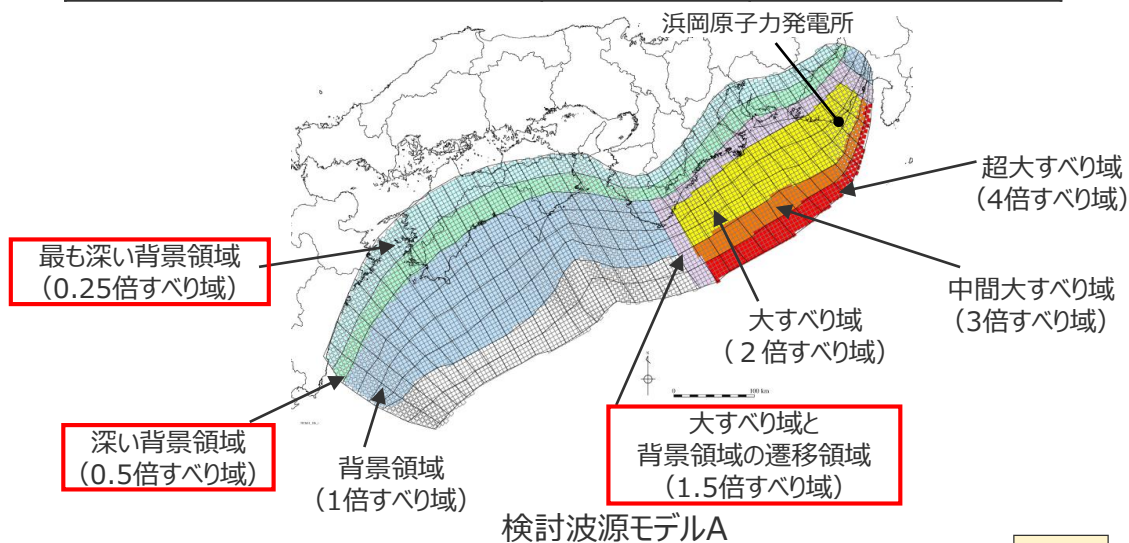 浜岡原子力発電所
超大すべり域
（4倍すべり域）
最も深い背景領域
（0.25倍すべり域）
中間大すべり域
（3倍すべり域）
大すべり域
（２倍すべり域）
0 100 km
深い背景領域
（0.5倍すべり域）
背景領域
（1倍すべり域）
大すべり域と
背景領域の遷移領域
（1.5倍すべり域）
検討波源モデルA